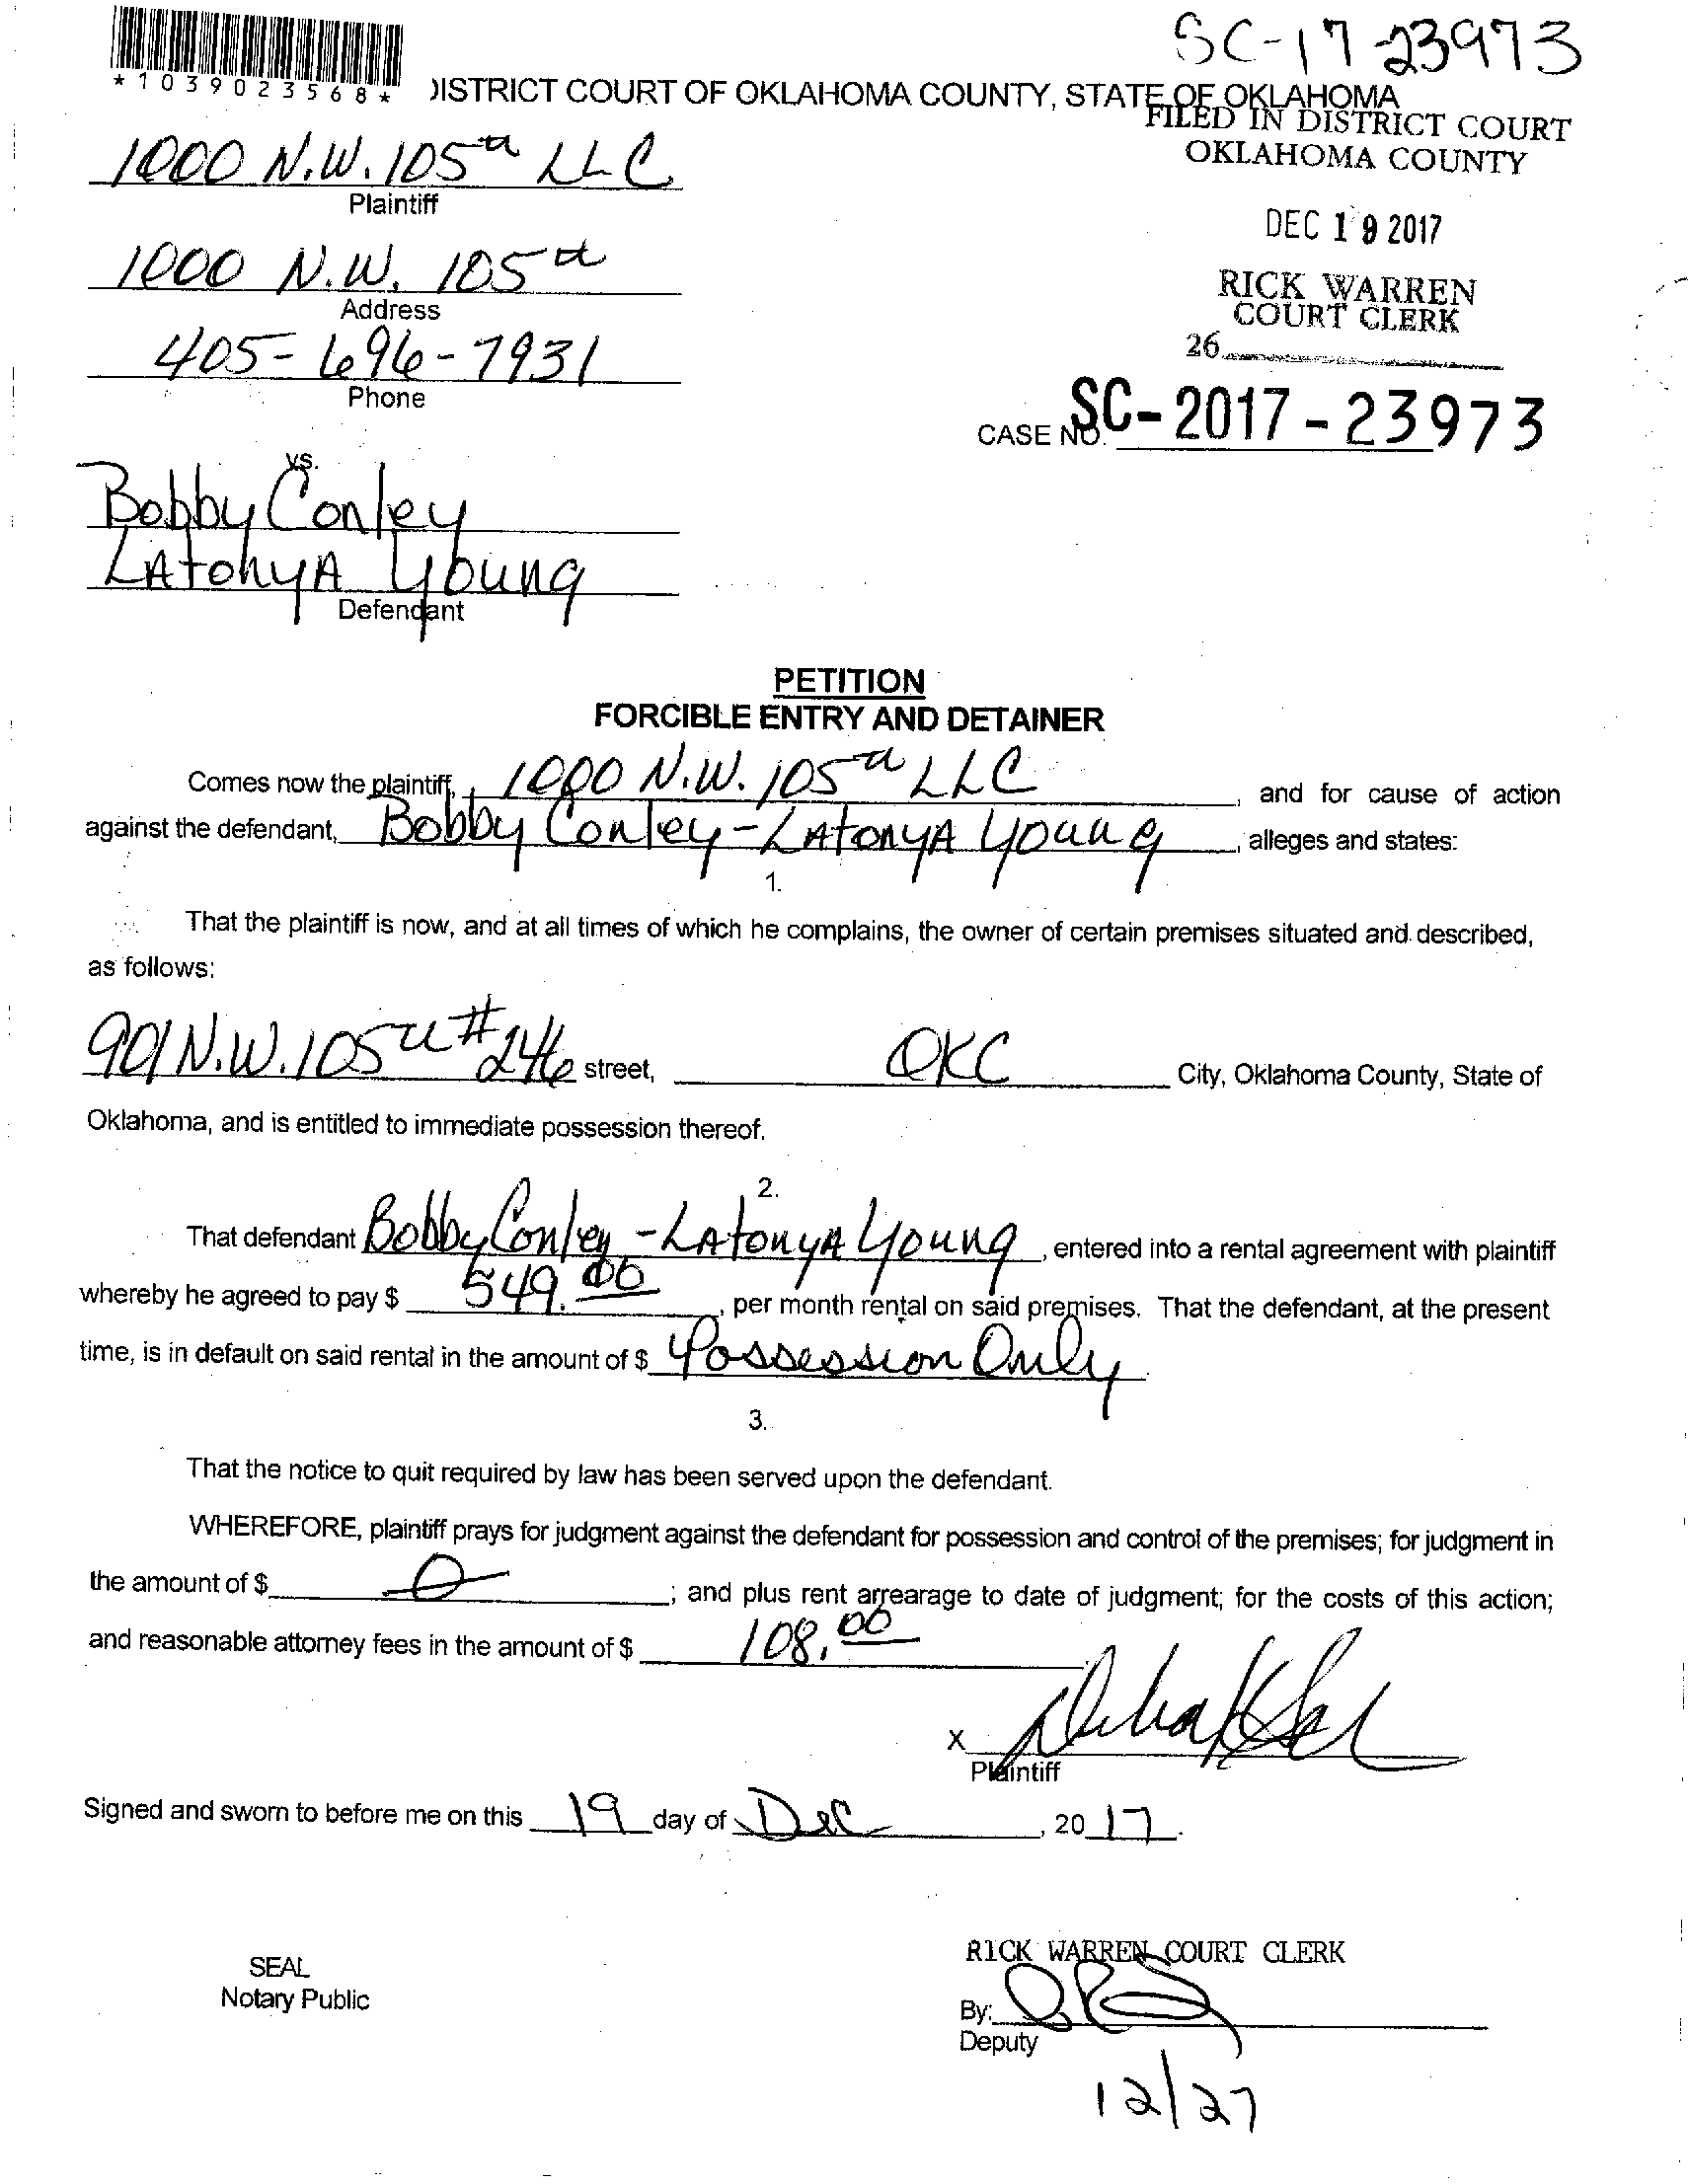 SC-17-23973
*1039023568*
DISTRICT COURT OF OKLAHOMA COUNTY, STATE OF OKLAHOMA
FILED IN DISTRICT COURT
OKLAHOMA COUNTY
1000 N.W. 105th LLC
Plaintiff
DEC 19 2017
1000 N.W. 105th
Address
RICK WARREN
COURT CLERK
405-696-7931
Phone
26
CASE NO. SC-2017-23973
vs.
Bobby Conley
LAtonyA Young
Defendant
PETITION
FORCIBLE ENTRY AND DETAINER
Comes now the plaintiff, 1000 N.W. 105th LLC, and for cause of action
against the defendant, Bobby Conley-LAtonyA Young, alleges and states:
1.
That the plaintiff is now, and at all times of which he complains, the owner of certain premises situated and described,
as follows:
901 N.W. 105th #246 street, OKC City, Oklahoma County, State of
Oklahoma, and is entitled to immediate possession thereof.
2.
That defendant Bobby Conley-LAtonyA Young, entered into a rental agreement with plaintiff
whereby he agreed to pay $ 549.00, per month rental on said premises. That the defendant, at the present
time, is in default on said rental in the amount of $ Possession Only
3.
That the notice to quit required by law has been served upon the defendant.
WHEREFORE, plaintiff prays for judgment against the defendant for possession and control of the premises; for judgment in
the amount of $ 0; and plus rent arrearage to date of judgment; for the costs of this action;
and reasonable attorney fees in the amount of $ 108.00
X
Plaintiff
Signed and sworn to before me on this 19 day of Dec, 20 17.
SEAL
Notary Public
RICK WARREN COURT CLERK
By:
Deputy
12/27